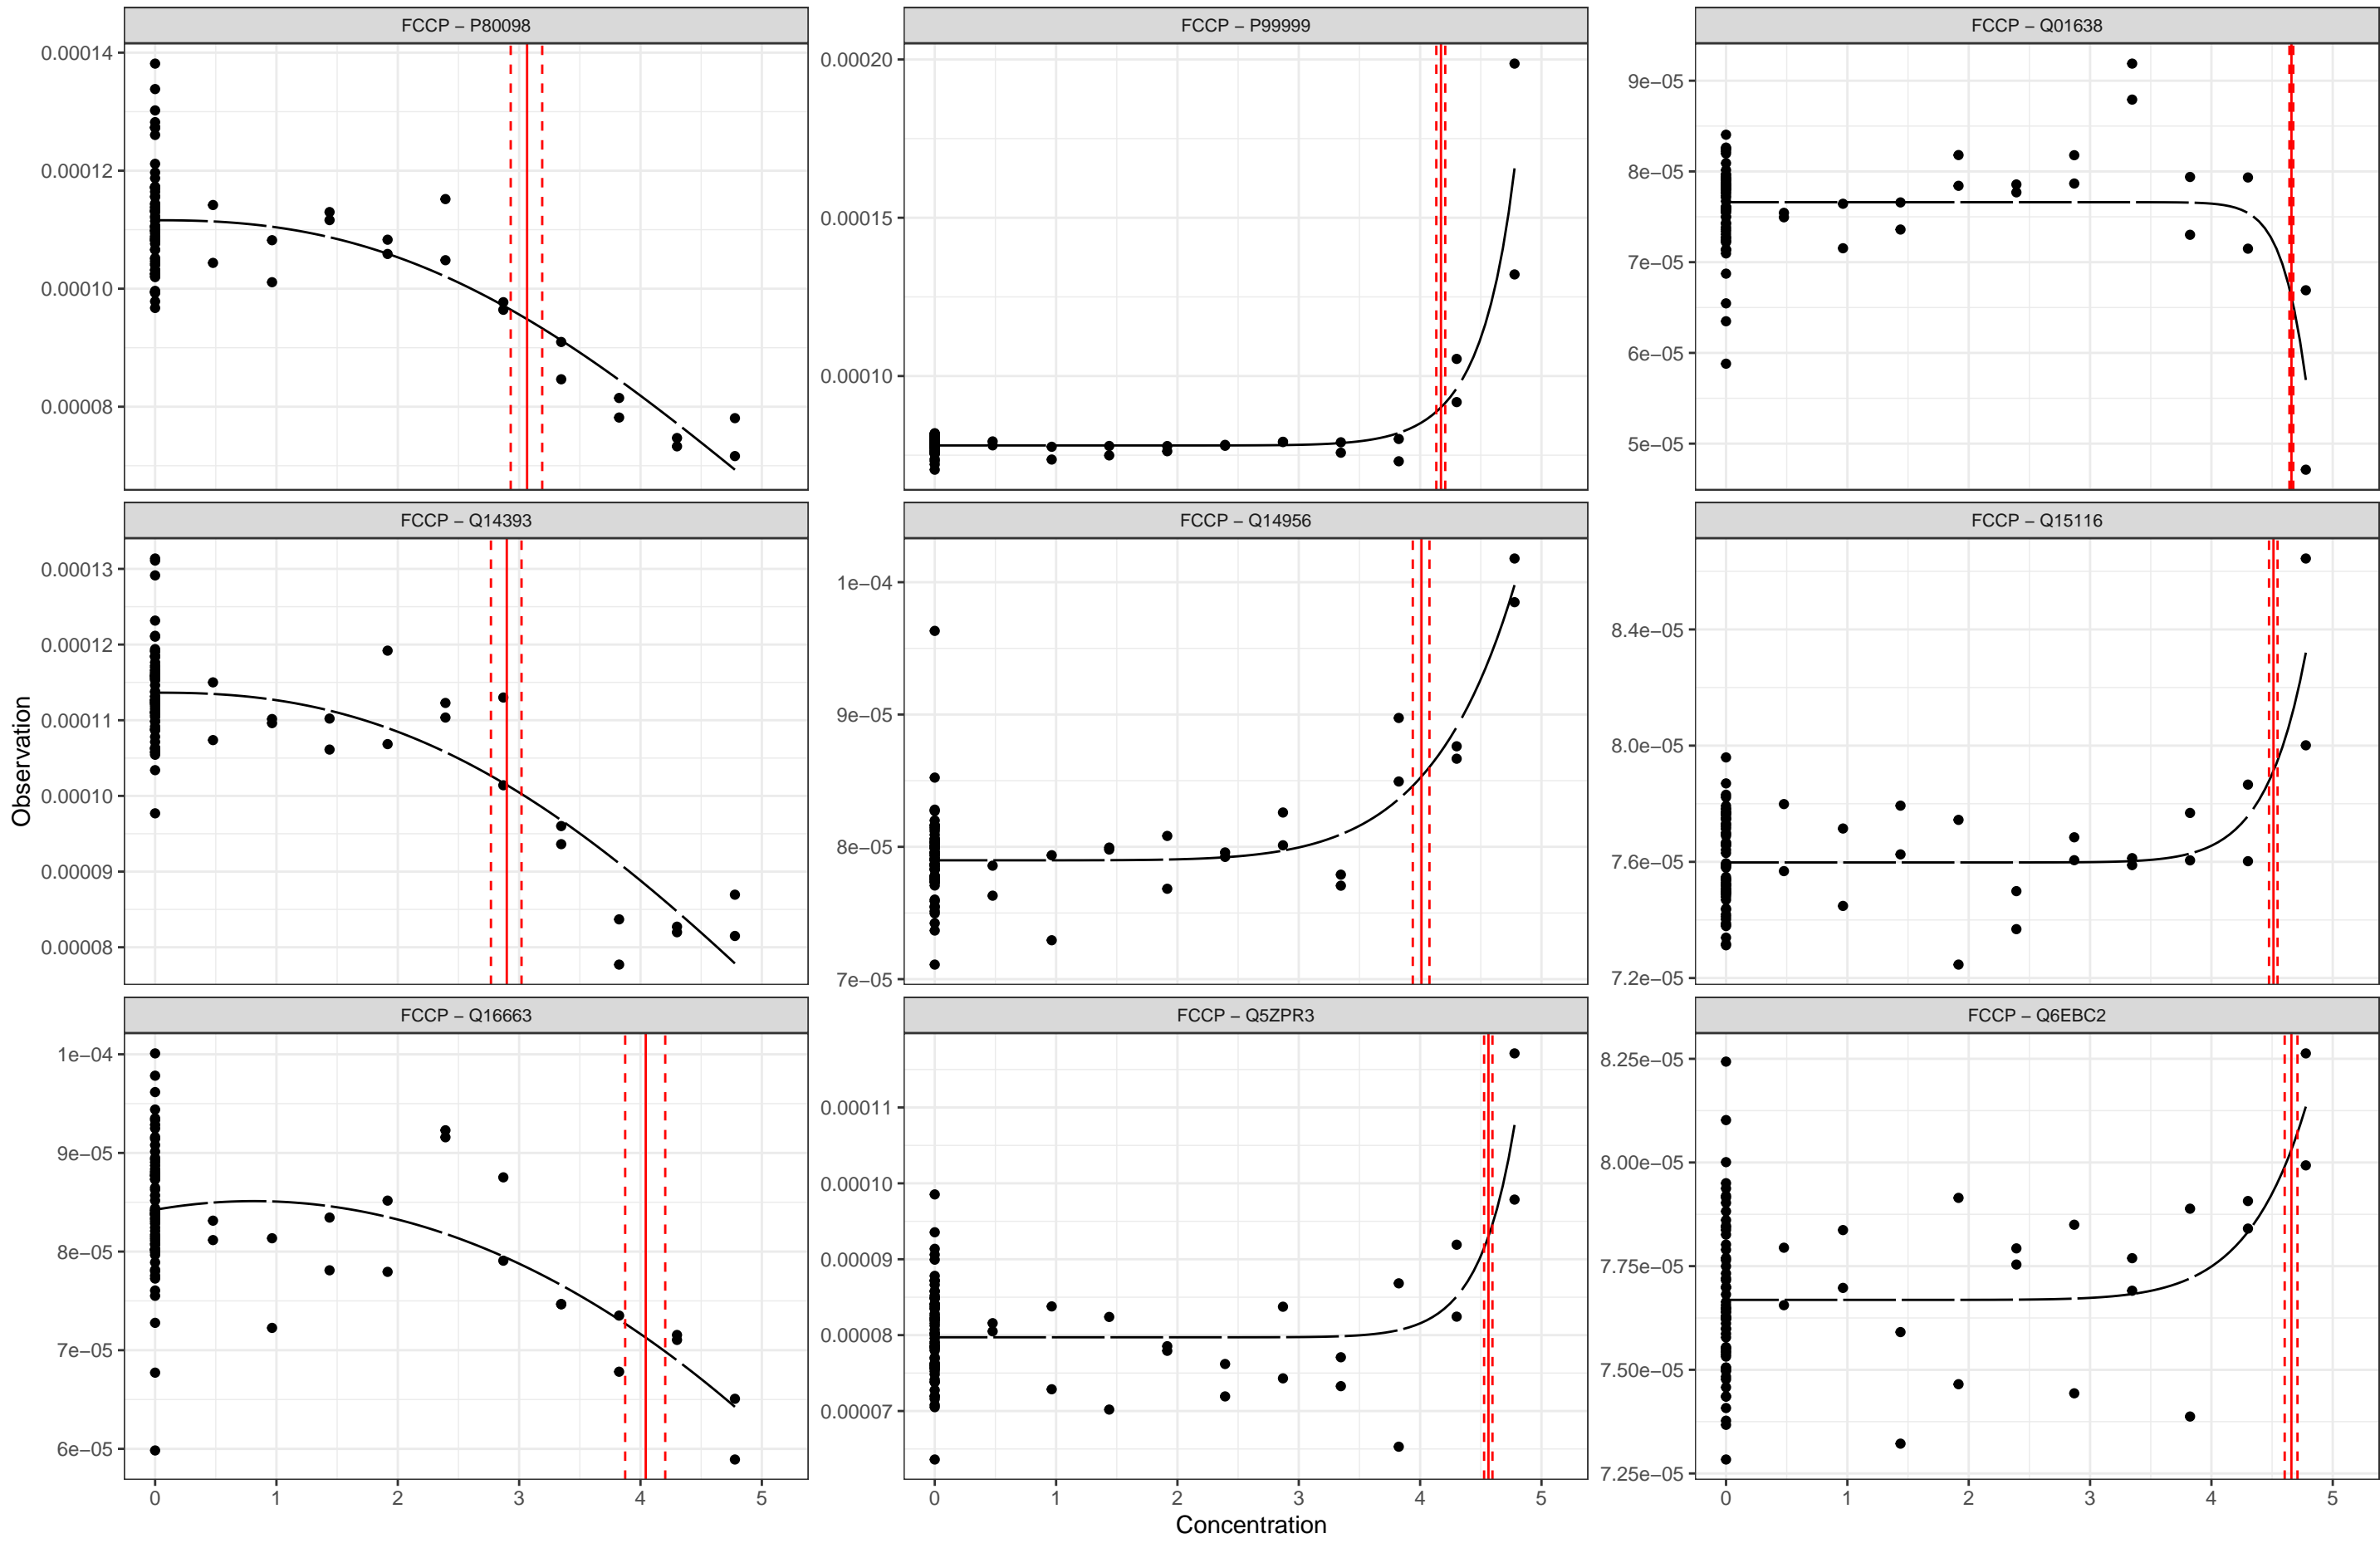 FCCP − P80098
FCCP − P99999
FCCP − Q01638
0.00014
0.00012
0.00010
0.00008
0.00020
0.00015
0.00010
9e−05
8e−05
7e−05
6e−05
5e−05
FCCP − Q14393
FCCP − Q14956
FCCP − Q15116
0.00013
0.00012
0.00011
0.00010
0.00009
0.00008
1e−04
9e−05
8e−05
7e−05
8.4e−05
8.0e−05
7.6e−05
7.2e−05
Observation
FCCP − Q16663
FCCP − Q5ZPR3
FCCP − Q6EBC2
1e−04
9e−05
8e−05
7e−05
6e−05
0.00011
0.00010
0.00009
0.00008
0.00007
8.25e−05
8.00e−05
7.75e−05
7.50e−05
7.25e−05
0 1 2 3 4 5
0 1 2 3 4 5
0 1 2 3 4 5
Concentration